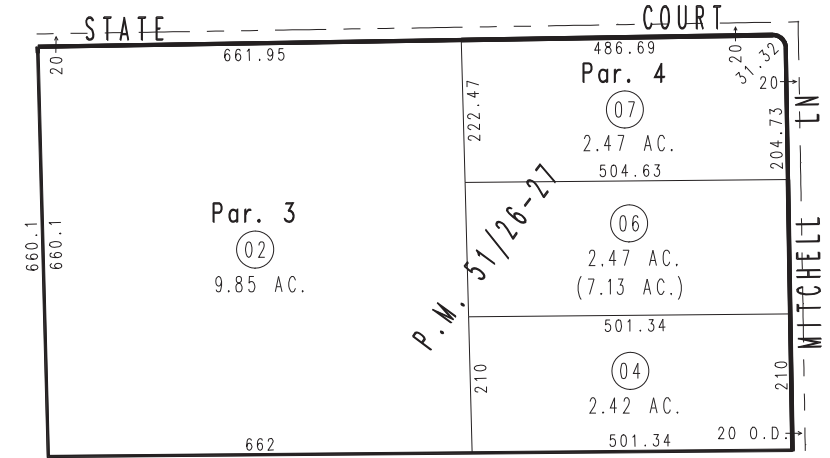 STATE COURT
20 661.95 486.69 20 31.32
Par. 4
20
07
222.47
2.47 AC.
204.73
LN
504.63
Par. 3
02
9.85 AC.
660.1 660.1
P.M. 51/26-27
06
2.47 AC.
(7.13 AC.)
MITCHELL
501.34
210
04
2.42 AC.
210
662
501.34
20 O.D.